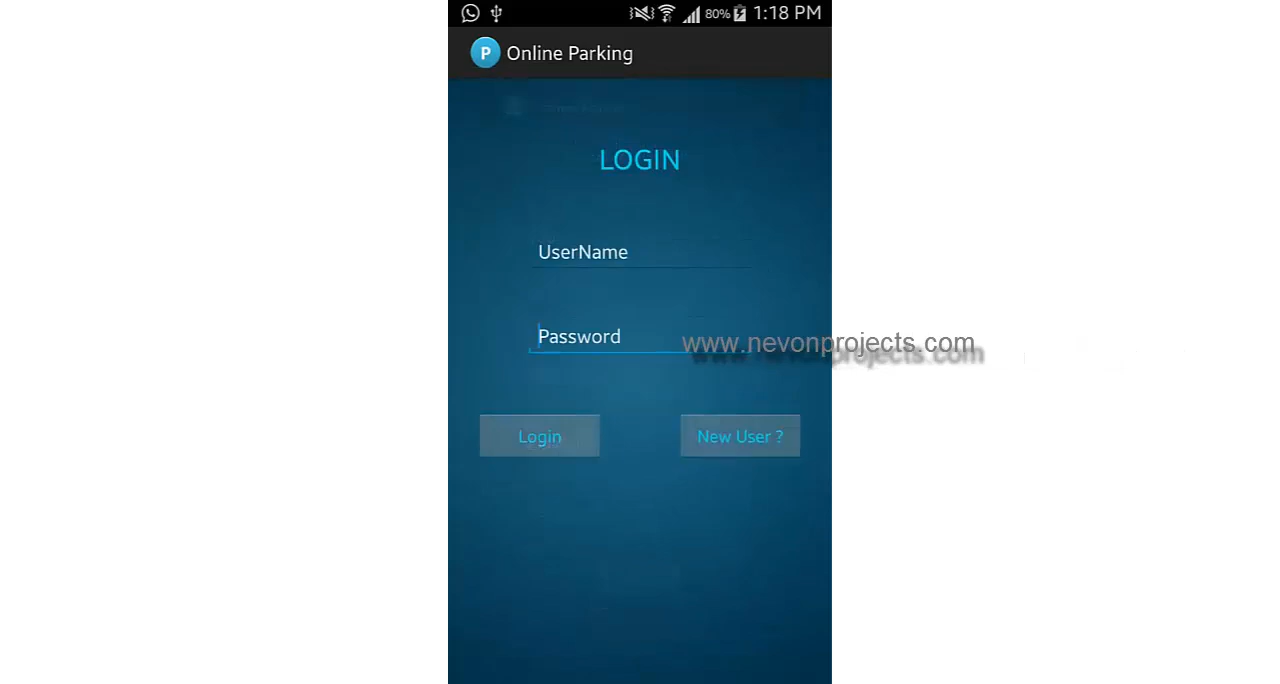 80% 1:18 PM
P Online Parking
LOGIN
UserName
Password
www.nevonprojects.com
Login
New User ?